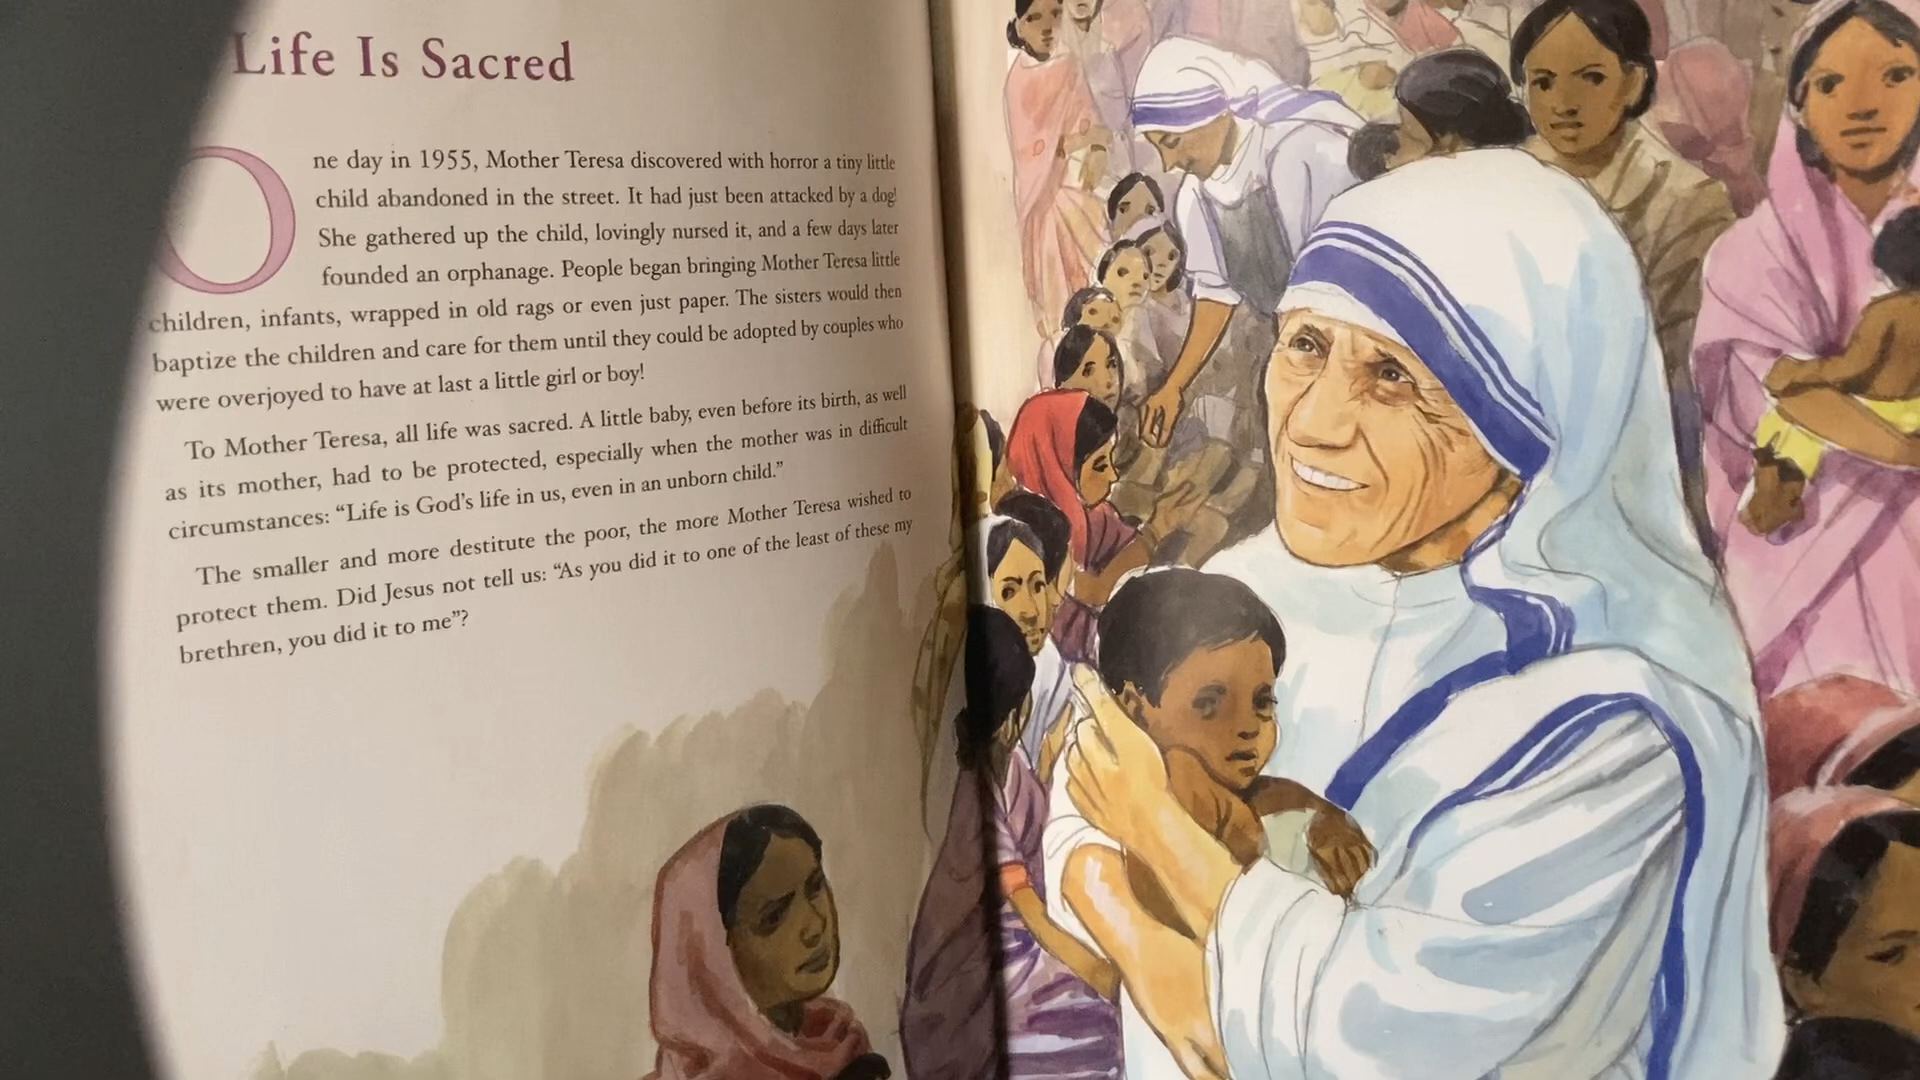 Life Is Sacred
One day in 1955, Mother Teresa discovered with horror a tiny little
child abandoned in the street. It had just been attacked by a dog!
She gathered up the child, lovingly nursed it, and a few days later
founded an orphanage. People began bringing Mother Teresa little
children, infants, wrapped in old rags or even just paper. The sisters would then
baptize the children and care for them until they could be adopted by couples who
were overjoyed to have at last a little girl or boy!
To Mother Teresa, all life was sacred. A little baby, even before its birth, as well
as its mother, had to be protected, especially when the mother was in difficult
circumstances: “Life is God’s life in us, even in an unborn child.”
The smaller and more destitute the poor, the more Mother Teresa wished to
protect them. Did Jesus not tell us: “As you did it to one of the least of these my
brethren, you did it to me”?